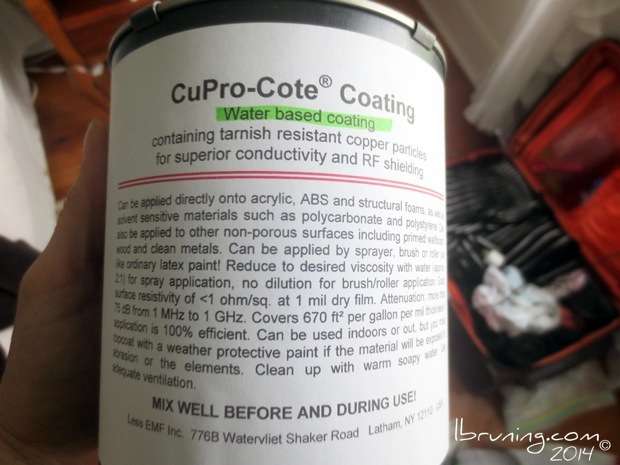 CuPro-Cote® Coating
Water based coating
containing tarnish resistant copper particles
for superior conductivity and RF shielding
Can be applied directly onto acrylic, ABS and structural foams, as well
solvent sensitive materials such as polycarbonate and polystyrene. Can
also be applied to other non-porous surfaces including primed
wood and clean metals. Can be applied by sprayer, brush or roller
like ordinary latex paint! Reduce to desired viscosity with water
2:1) for spray application, no dilution for brush/roller application.
surface resistivity of <1 ohm/sq. at 1 mil dry film. Attenuation, more
75 dB from 1 MHz to 1 GHz. Covers 670 ft² per gallon per mil
application is 100% efficient. Can be used indoors or out, but you
topcoat with a weather protective paint if the material will be exposed
abrasion or the elements. Clean up with warm soapy water.
adequate ventilation.
MIX WELL BEFORE AND DURING USE!
Less EMF Inc. 776B Watervliet Shaker Road Latham, NY 12110
lbruning.com
2014©